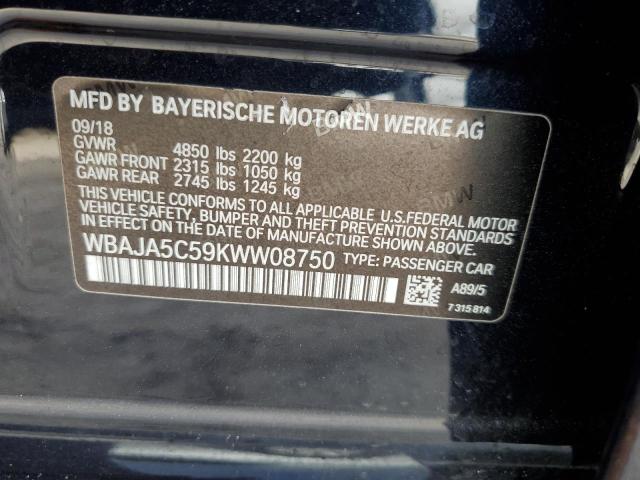 MFD BY BAYERISCHE MOTOREN WERKE AG
09/18
GVWR 4850 lbs 2200 kg
GAWR FRONT 2315 lbs 1050 kg
GAWR REAR 2745 lbs 1245 kg
THIS VEHICLE CONFORMS TO ALL APPLICABLE U.S.FEDERAL MOTOR
VEHICLE SAFETY, BUMPER AND THEFT PREVENTION STANDARDS
IN EFFECT ON THE DATE OF MANUFACTURE SHOWN ABOVE.
WBAJA5C59KWW08750 TYPE: PASSENGER CAR
A89/5
7 315 814